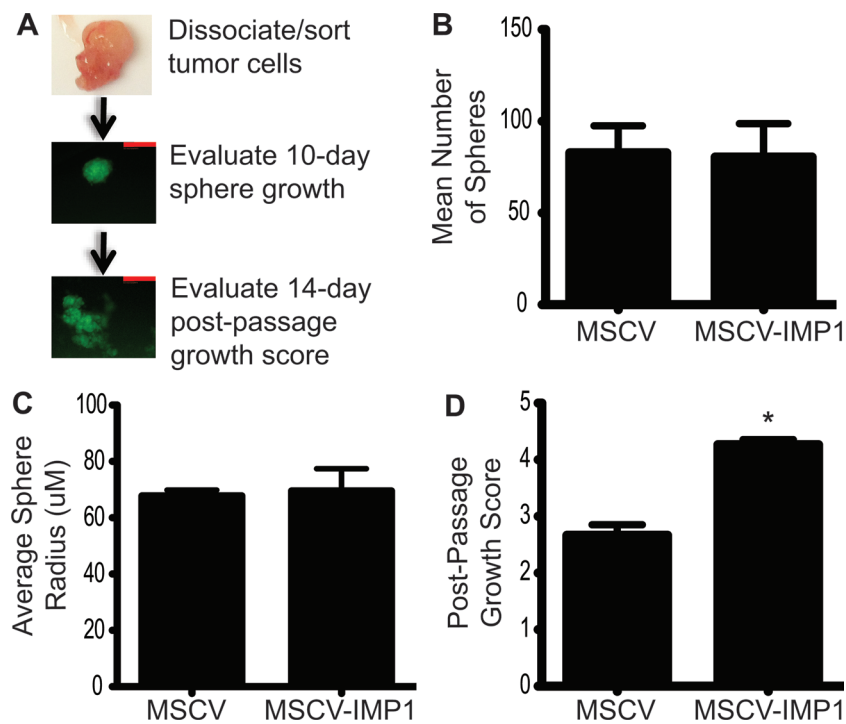 A
Dissociate/sort
tumor cells
Evaluate 10-day
sphere growth
Evaluate 14-day
post-passage
growth score
B
Mean Number
of Spheres
150
100
50
0
MSCV
MSCV-IMP1
C
Average Sphere
Radius (uM)
100
80
60
40
20
0
MSCV
MSCV-IMP1
D
Post-Passage
Growth Score
5
4
3
2
1
0
*
MSCV
MSCV-IMP1